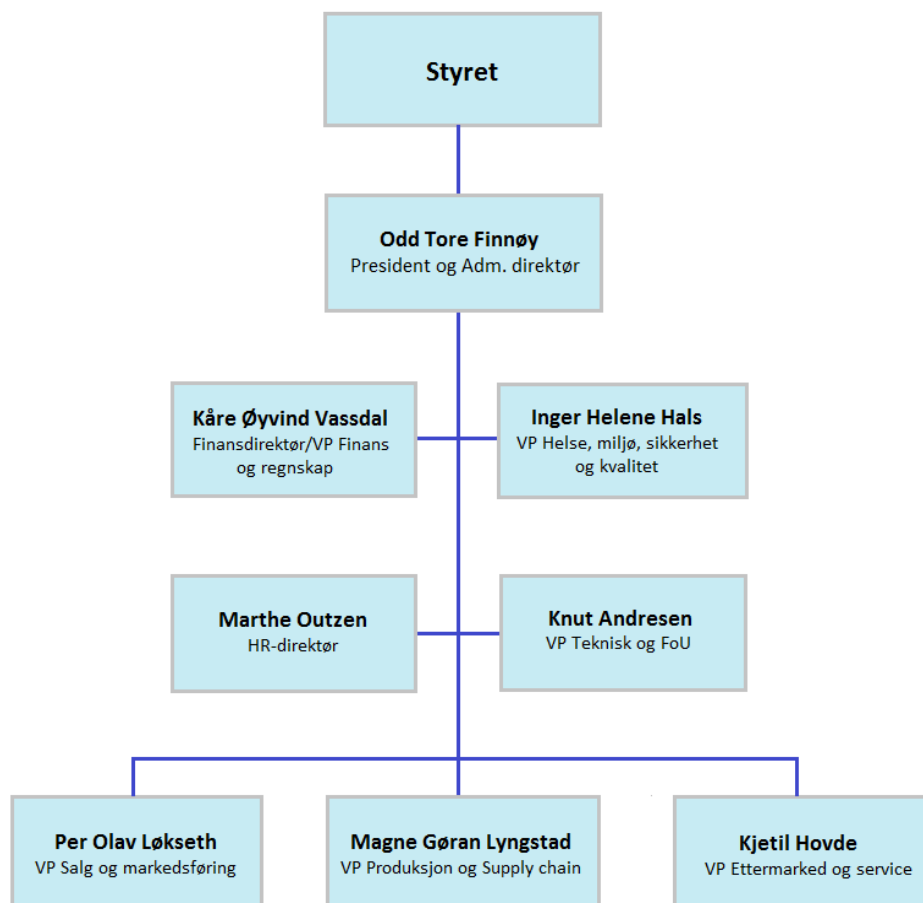 Styret
Odd Tore Finnøy
President og Adm. direktør
Kåre Øyvind Vassdal
Finansdirektør/VP Finans
og regnskap
Inger Helene Hals
VP Helse, miljø, sikkerhet
og kvalitet
Marthe Outzen
HR-direktør
Knut Andresen
VP Teknisk og FoU
Per Olav Løkseth
VP Salg og markedsføring
Magne Gøran Lyngstad
VP Produksjon og Supply chain
Kjetil Hovde
VP Ettermarked og service